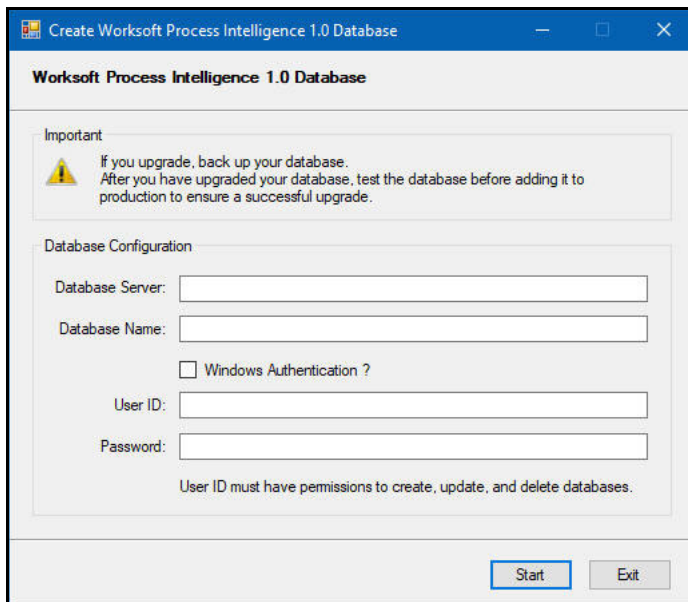 Create Worksoft Process Intelligence 1.0 Database
Worksoft Process Intelligence 1.0 Database
Important
If you upgrade, back up your database.
After you have upgraded your database, test the database before adding it to
production to ensure a successful upgrade.
Database Configuration
Database Server:
Database Name:
Windows Authentication ?
User ID:
Password:
User ID must have permissions to create, update, and delete databases.
Start Exit